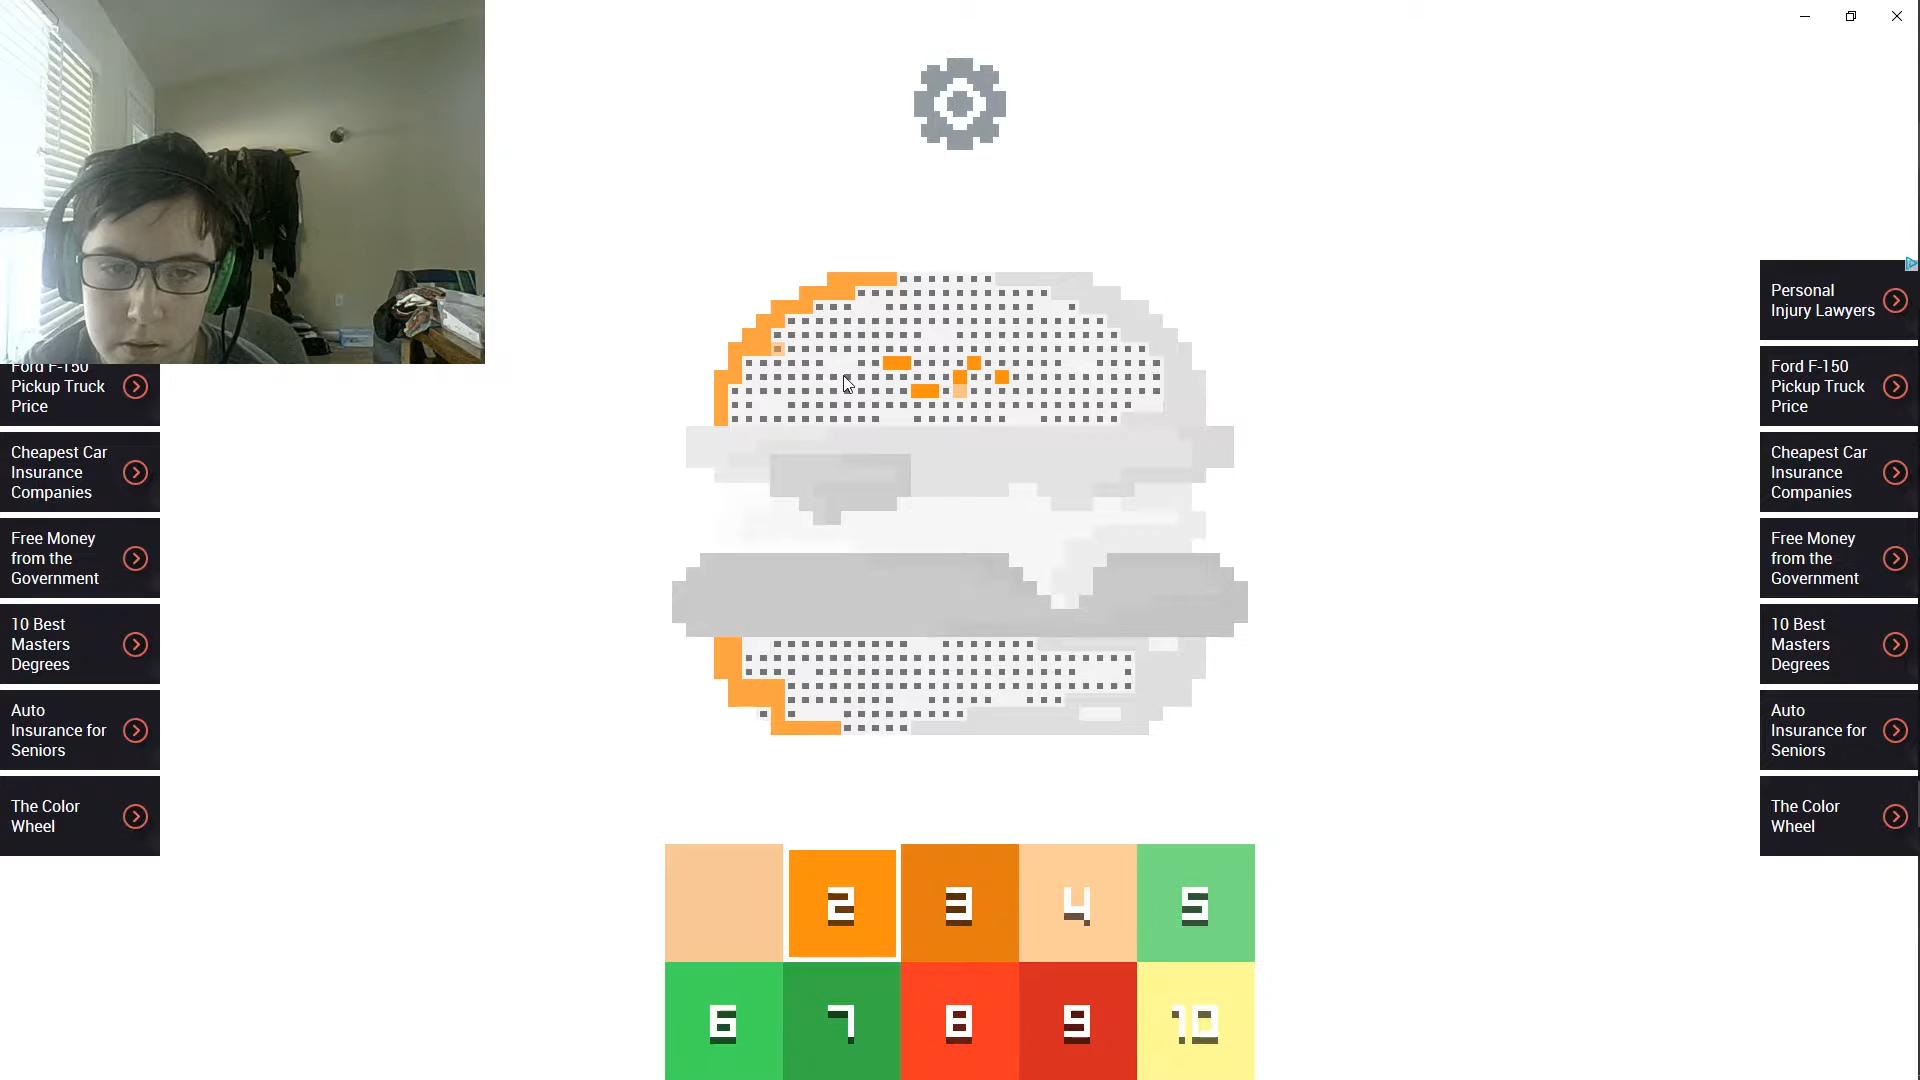 Ford F-150
Pickup Truck
Price
Cheapest Car
Insurance
Companies
Free Money
from the
Government
10 Best
Masters
Degrees
Auto
Insurance for
Seniors
The Color
Wheel
2
3
4
5
6
7
8
9
10
Personal
Injury Lawyers
Ford F-150
Pickup Truck
Price
Cheapest Car
Insurance
Companies
Free Money
from the
Government
10 Best
Masters
Degrees
Auto
Insurance for
Seniors
The Color
Wheel